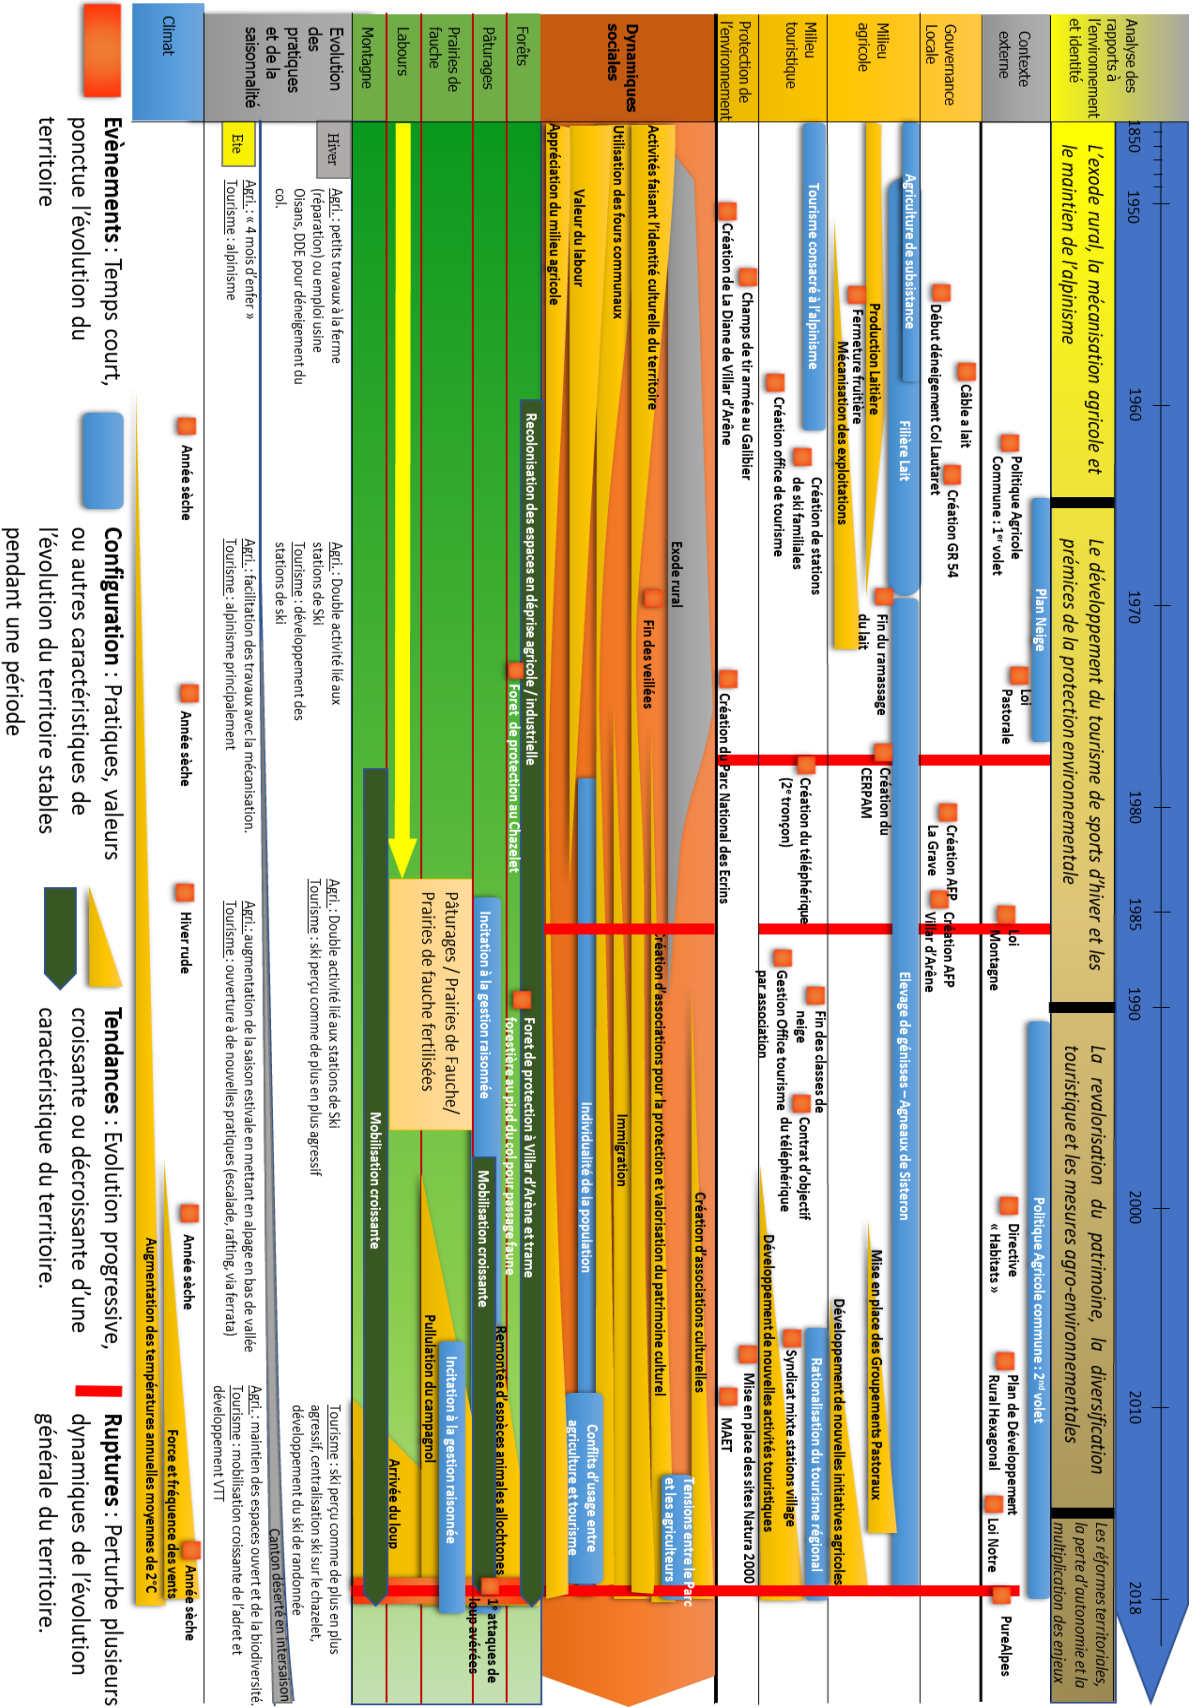 Analyse des
rapports à
l'environnement
et identité
1850
1950
1960
1970
1980
1985
1990
2000
2010
2018
L'exode rural, la mécanisation agricole et
le maintien de l'alpinisme
Le développement du tourisme de sports d'hiver et les
prémices de la protection environnementale
La revalorisation du patrimoine, la diversification
touristique et les mesures agro-environnementales
Les réformes territoriales,
la perte d'autonomie et la
multiplication des enjeux
Contexte
externe
Plan Neige
Politique Agricole commune : 2nd volet
Politique Agricole
Commune : 1er volet
Loi
Pastorale
Loi
Montagne
Directive
« Habitats »
Plan de Développement
Rural Hexagonal
Loi Notre
PureAlpes
Gouvernance
Locale
Câble a lait
Création GR 54
Début déneigement Col Lautaret
Création AFP
La Grave
Création AFP
Villar d'Arêne
Milieu
agricole
Agriculture de subsistance
Filière Lait
Elevage de génisses – Agneaux de Sisteron
Production Laitière
Fermeture fruitière
Mécanisation des exploitations
Fin du ramassage
du lait
Création du
CERPAM
Mise en place des Groupements Pastoraux
Développement de nouvelles initiatives agricoles
Milieu
touristique
Tourisme consacré à l'alpinisme
Création de stations
de ski familiales
Création office de tourisme
Création du téléphérique
(2e tronçon)
Fin des classes de
neige
Contrat d'objectif
du téléphérique
Gestion Office tourisme
par association
Rationalisation du tourisme régional
Syndicat mixte stations village
Développement de nouvelles activités touristiques
Protection de
l'environnement
Champs de tir armée au Galibier
Création de La Diane de Villar d'Arêne
Création du Parc National des Ecrins
Mise en place des sites Natura 2000
MAET
Dynamiques
sociales
Exode rural
Activités faisant l'identité culturelle du territoire
Fin des veillées
Utilisation des fours communaux
Valeur du labour
Appréciation du milieu agricole
Création d'associations culturelles
Création d'associations pour la protection et valorisation du patrimoine culturel
Immigration
Individualité de la population
Tensions entre le Parc
et les agriculteurs
Conflits d'usage entre
agriculture et tourisme
Forêts
Recolonisation des espaces en déprise agricole / industrielle
Foret de protection au Chazelet
Foret de protection à Villar d'Arène et trame
forestière au pied du col pour passage faune
Remontée d'espèces animales allochtones
Pâturages
Incitation à la gestion raisonnée
Mobilisation croissante
1e attaques de
loup avérées
Prairies de
fauche
Pâturages / Prairies de Fauche/
Prairies de fauche fertilisées
Incitation à la gestion raisonnée
Pullulation du campagnol
Labours
Arrivée du loup
Montagne
Mobilisation croissante
Evolution
des
pratiques
et de la
saisonnalité
Hiver
Agri. : petits travaux à la ferme
(réparation) ou emploi usine
Oisans, DDE pour déneigement du
col.
Agri. : Double activité lié aux
stations de Ski
Tourisme : développement des
stations de ski
Agri. : Double activité lié aux stations de Ski
Tourisme : ski perçu comme de plus en plus agressif
Tourisme : ski perçu comme de plus en plus
agressif, centralisation ski sur le chazelet,
développement du ski de randonnée
Canton déserté en intersaison
Ete
Agri. : « 4 mois d'enfer »
Tourisme : alpinisme
Agri. : facilitation des travaux avec la mécanisation.
Tourisme : alpinisme principalement
Agri.: augmentation de la saison estivale en mettant en alpage en bas de vallée
Tourisme : ouverture à de nouvelles pratiques (escalade, rafting, via ferrata)
Agri. : maintien des espaces ouvert et de la biodiversité.
Tourisme : mobilisation croissante de l'adret et
développement VTT
Climat
Année sèche
Année sèche
Hiver rude
Année sèche
Année sèche
Force et fréquence des vents
Augmentation des températures annuelles moyennes de 2°C
Evènements : Temps court,
ponctue l'évolution du
territoire
Configuration : Pratiques, valeurs
ou autres caractéristiques de
l'évolution du territoire stables
pendant une période
Tendances : Evolution progressive,
croissante ou décroissante d'une
caractéristique du territoire.
Ruptures : Perturbe plusieurs
dynamiques de l'évolution
générale du territoire.